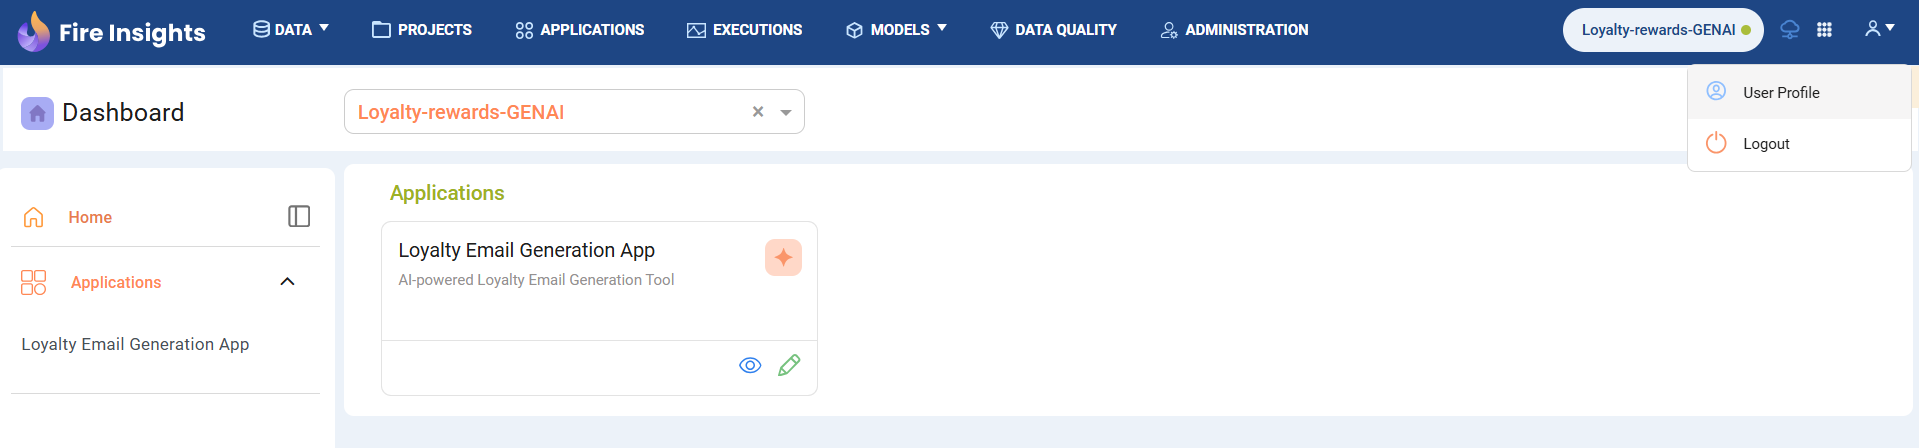 Fire Insights
DATA
PROJECTS
APPLICATIONS
EXECUTIONS
MODELS
DATA QUALITY
ADMINISTRATION
Loyalty-rewards-GENAI
User Profile
Logout
Dashboard
Loyalty-rewards-GENAI
Home
Applications
Loyalty Email Generation App
Applications
Loyalty Email Generation App
AI-powered Loyalty Email Generation Tool